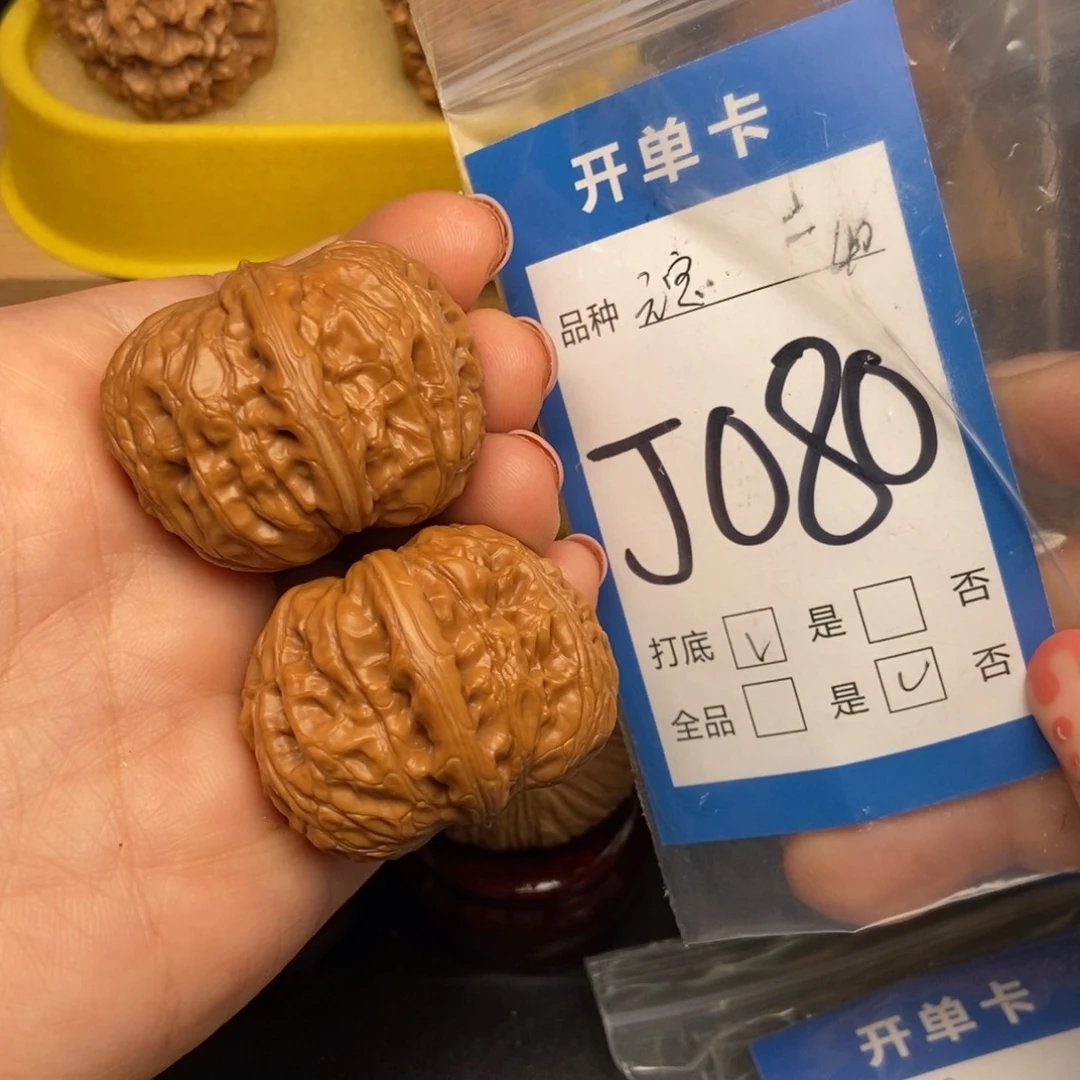 开单卡
品种
J080
打底 是 否
全品 是 否
开单卡